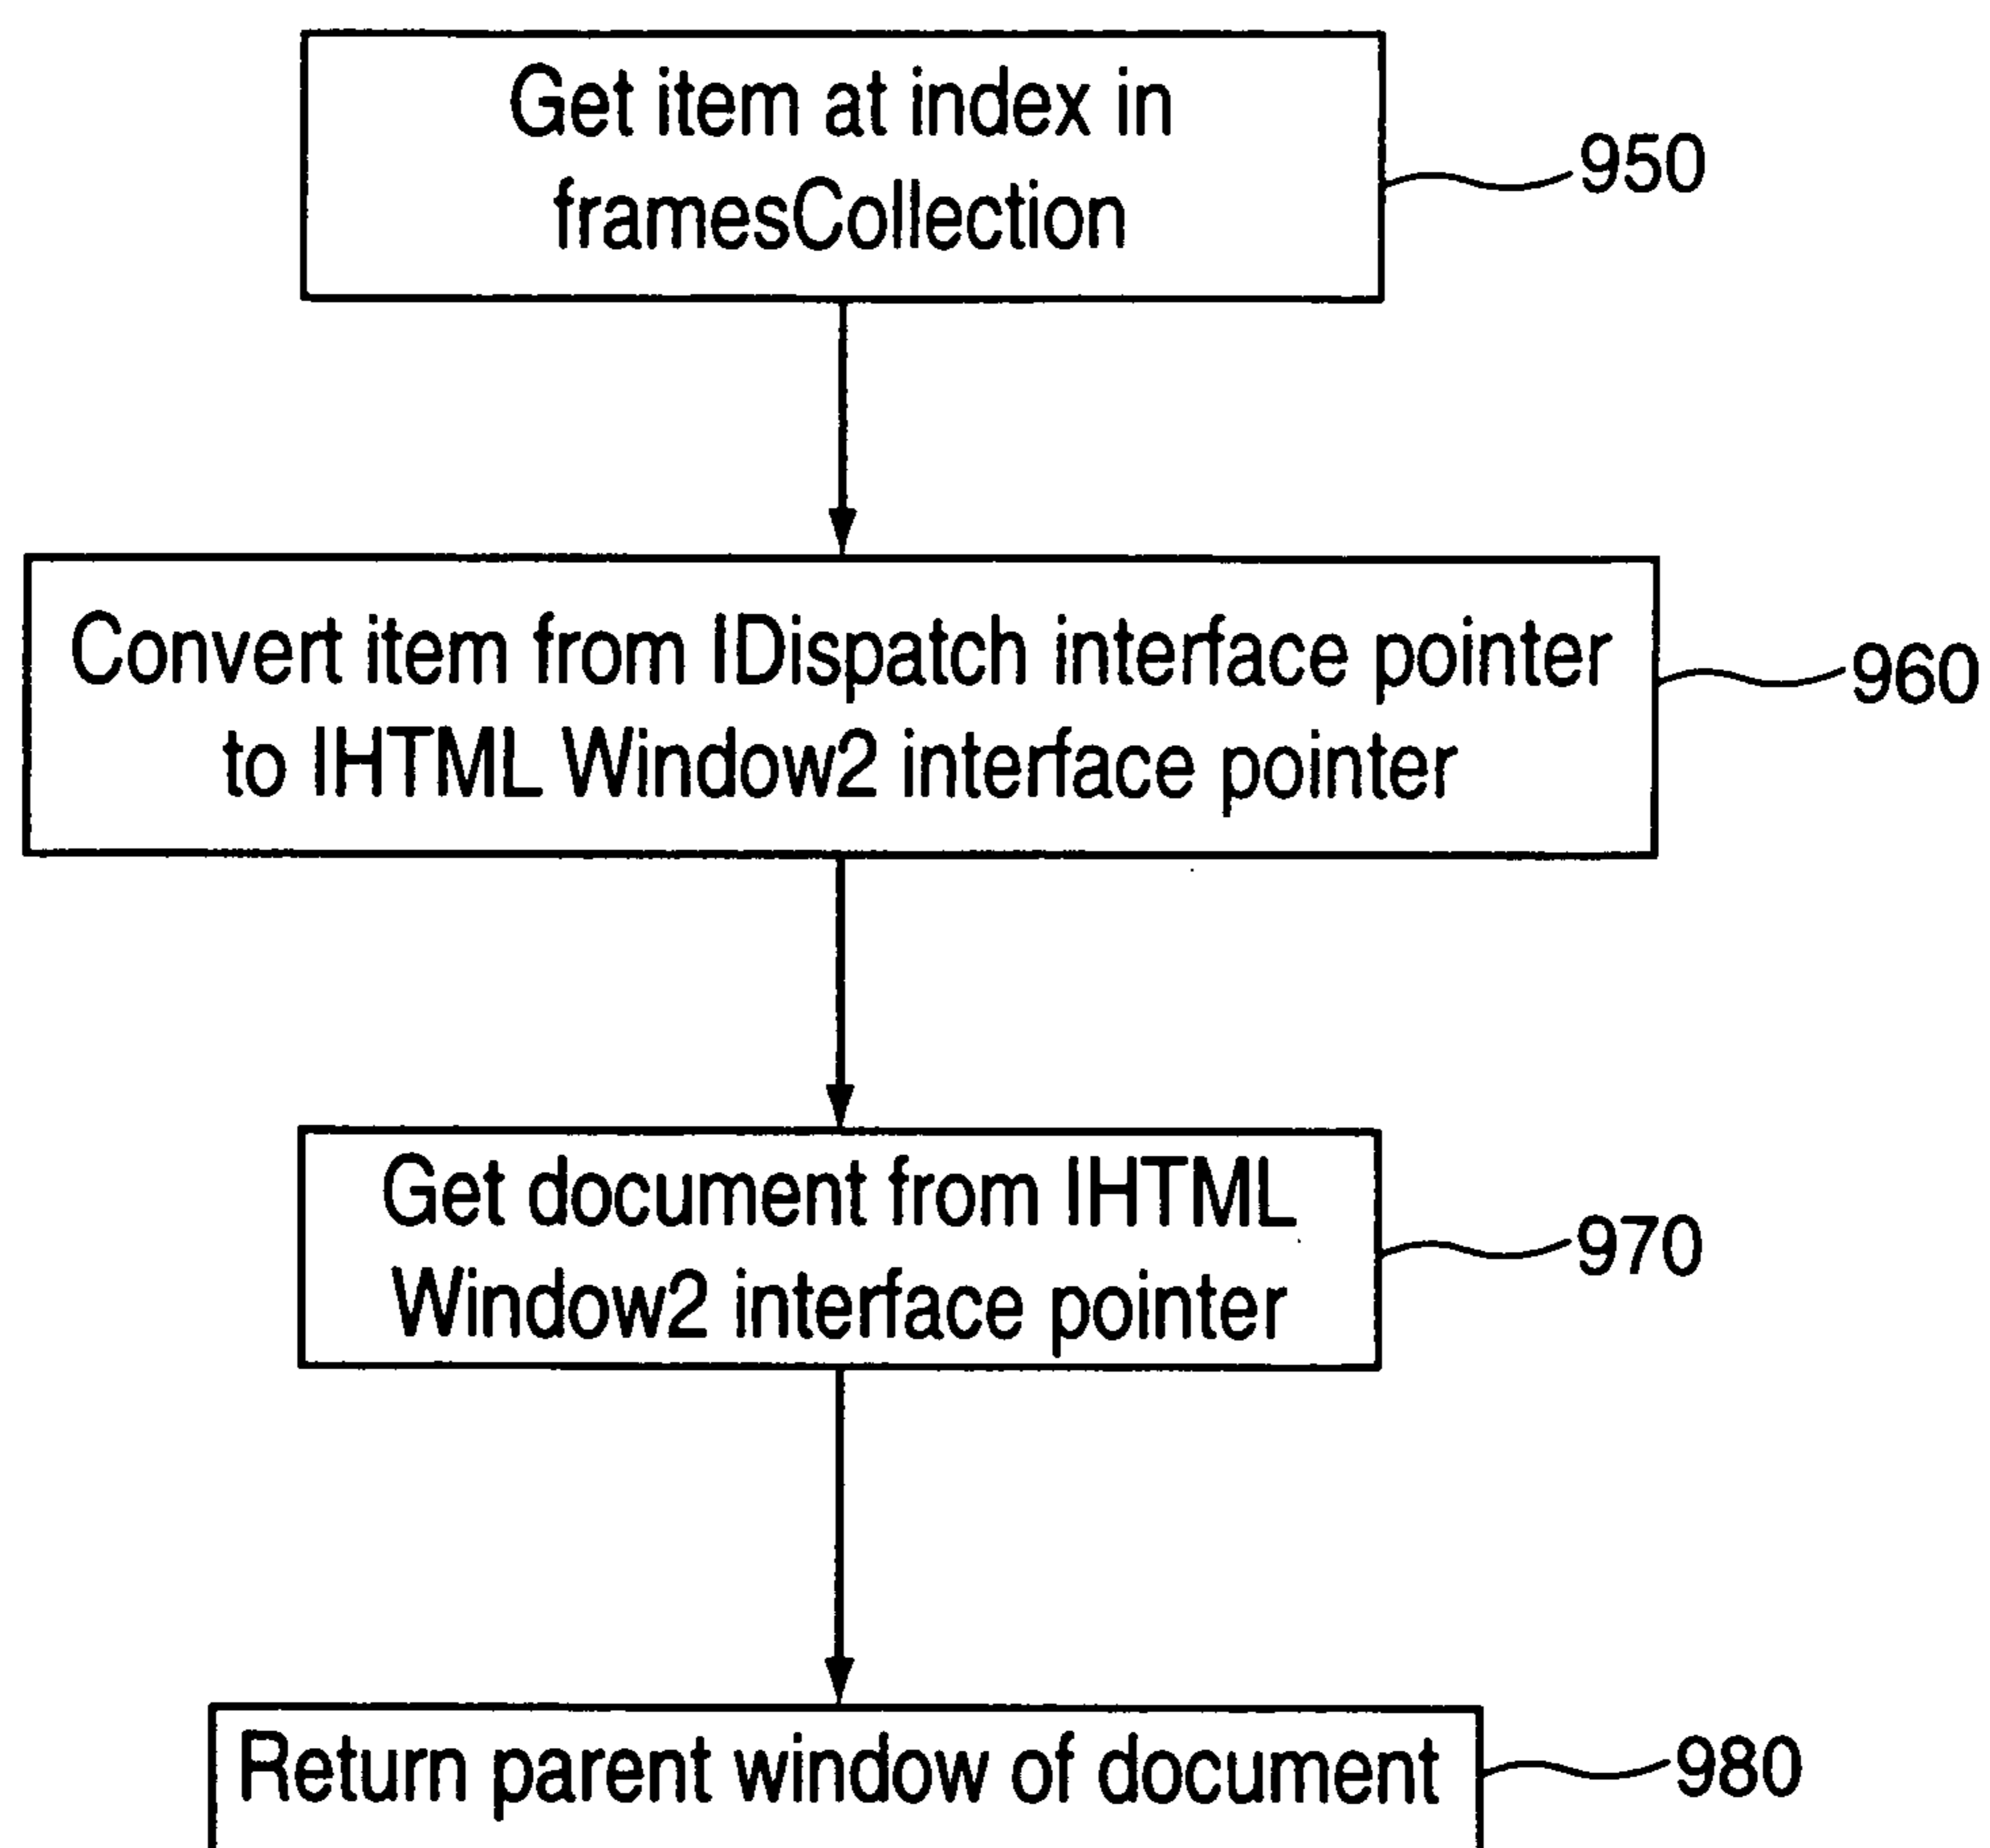 Get item at index in
framesCollection
950
Convert item from IDispatch interface pointer
to IHTML Window2 interface pointer
960
Get document from IHTML
Window2 interface pointer
970
Return parent window of document
980